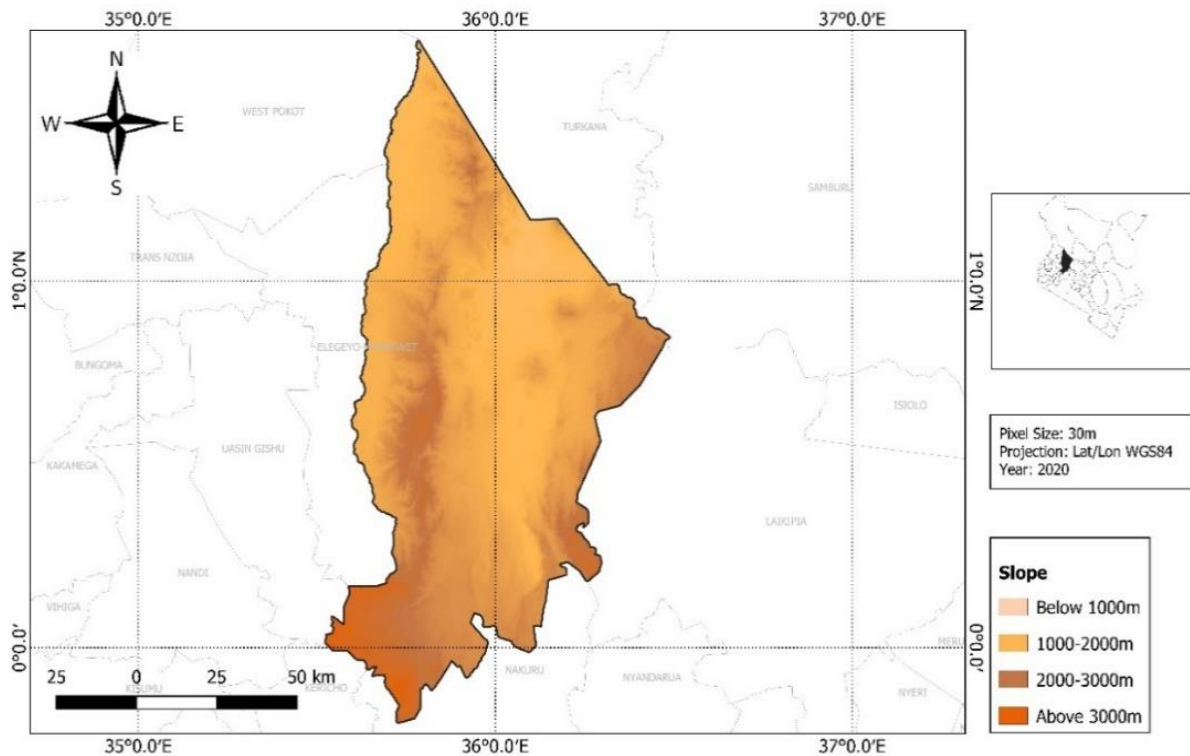 35°0.0'E 36°0.0'E 37°0.0'E
N
W E
S
WEST POKOT
TURKANA
SAMBURU
TRANS NZOIA
1°0.0'N 1°0.0'N
ELEGEYO-
BUNGOMA
ISIOLO
UASIN GISHU
KAKAMEGA
Pixel Size: 30m
Projection: Lat/Lon WGS84
Year: 2020
LAIKIPIA
NANDI
VIHIGA
Slope
Below 1000m
1000-2000m
2000-3000m
Above 3000m
0°0.0' 0°0.0'
MERU
NAKURU
NYANDARUA
25 0 25 50 km
KISUMU
KERICHO
NYERI
35°0.0'E 36°0.0'E 37°0.0'E